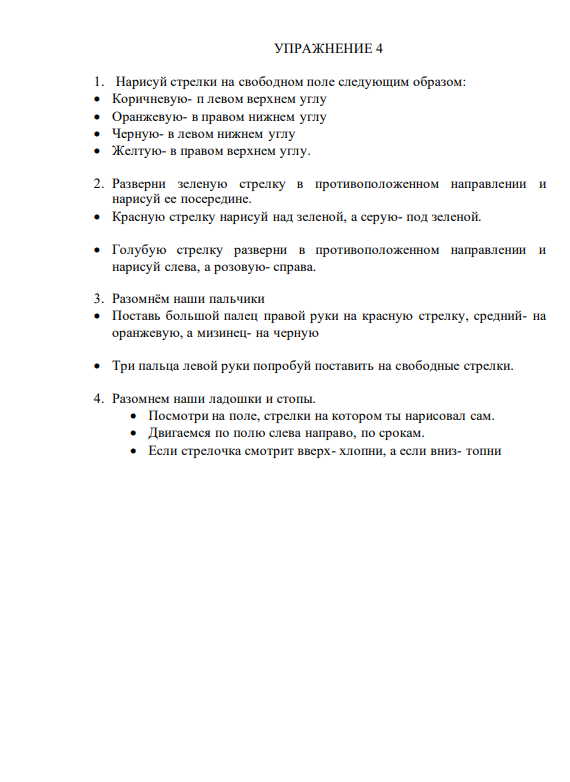 УПРАЖНЕНИЕ 4
1. Нарисуй стрелки на свободном поле следующим образом:
• Коричневую- п левом верхнем углу
• Оранжевую- в правом нижнем углу
• Черную- в левом нижнем углу
• Желтую- в правом верхнем углу.
2. Разверни зеленую стрелку в противоположенном направлении и
нарисуй ее посередине.
• Красную стрелку нарисуй над зеленой, а серую- под зеленой.
• Голубую стрелку разверни в противоположенном направлении и
нарисуй слева, а розовую- справа.
3. Разомнём наши пальчики
• Поставь большой палец правой руки на красную стрелку, средний- на
оранжевую, а мизинец- на черную
• Три пальца левой руки попробуй поставить на свободные стрелки.
4. Разомнем наши ладошки и стопы.
• Посмотри на поле, стрелки на котором ты нарисовал сам.
• Двигаемся по полю слева направо, по срокам.
• Если стрелочка смотрит вверх- хлопни, а если вниз- топни